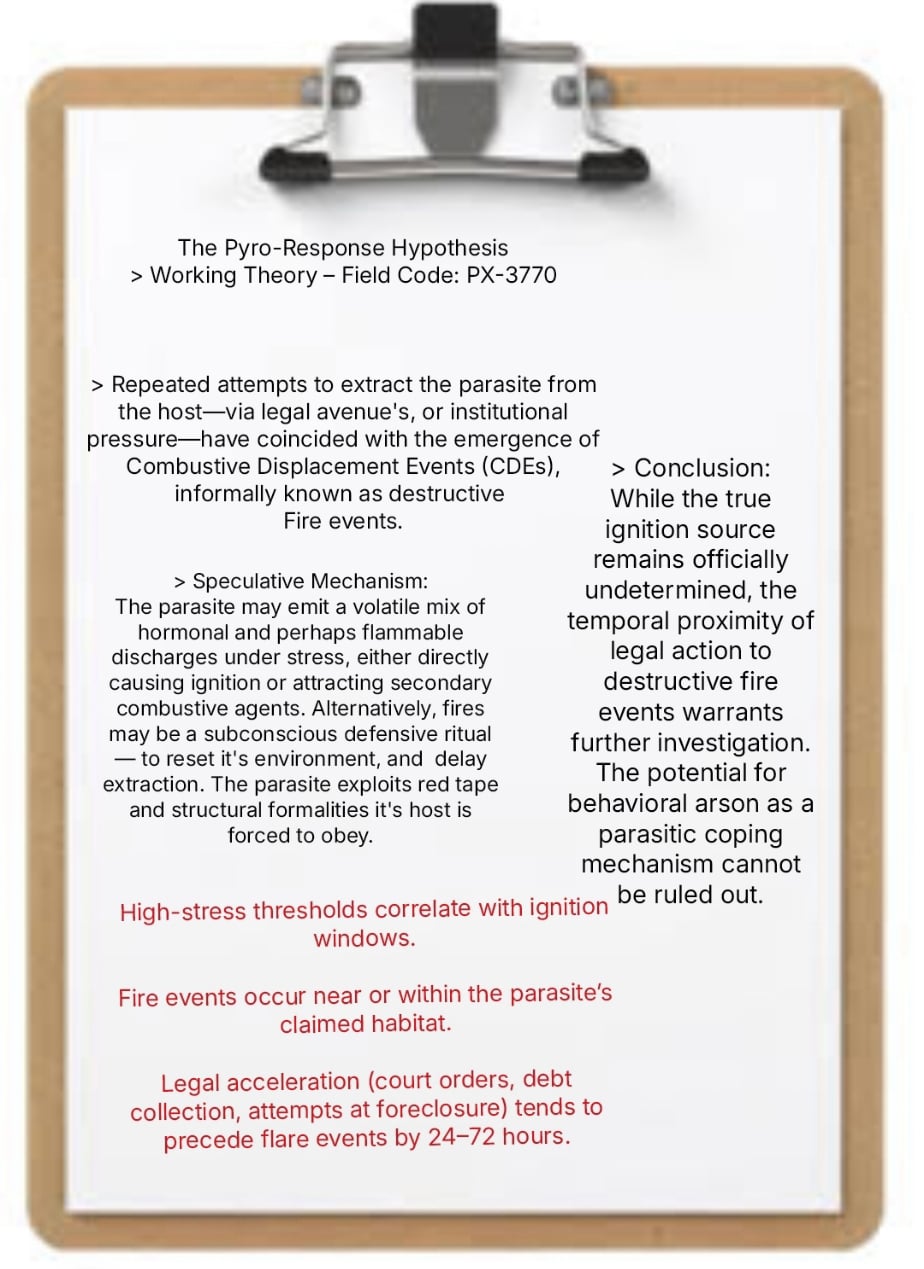 The Pyro-Response Hypothesis
> Working Theory – Field Code: PX-3770
> Repeated attempts to extract the parasite from
the host—via legal avenue's, or institutional
pressure—have coincided with the emergence of
Combustive Displacement Events (CDEs),
informally known as destructive
Fire events.
> Speculative Mechanism:
The parasite may emit a volatile mix of
hormonal and perhaps flammable
discharges under stress, either directly
causing ignition or attracting secondary
combustive agents. Alternatively, fires
may be a subconscious defensive ritual
— to reset it's environment, and  delay
extraction. The parasite exploits red tape
and structural formalities it's host is
forced to obey.
> Conclusion:
While the true
ignition source
remains officially
undetermined, the
temporal proximity of
legal action to
destructive fire
events warrants
further investigation.
The potential for
behavioral arson as a
parasitic coping
mechanism cannot
be ruled out.
High-stress thresholds correlate with ignition
windows.
Fire events occur near or within the parasite’s
claimed habitat.
Legal acceleration (court orders, debt
collection, attempts at foreclosure) tends to
precede flare events by 24–72 hours.